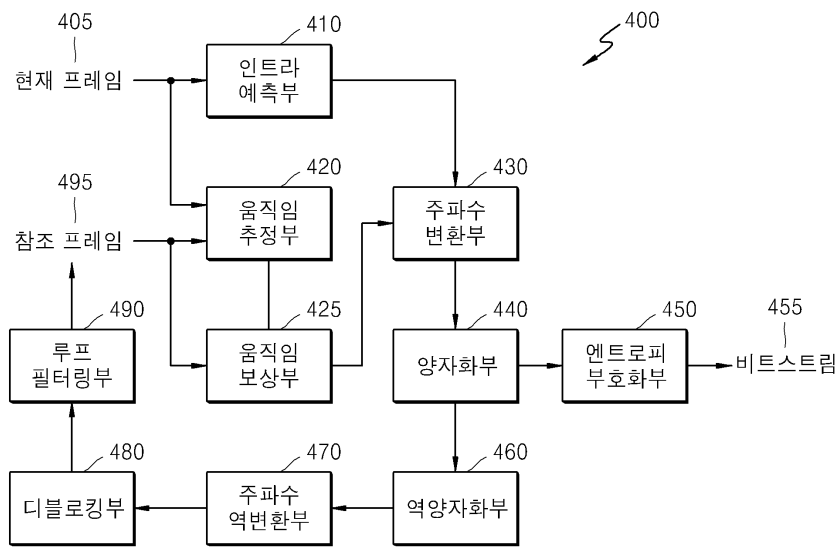 405
현재 프레임
410
인트라
예측부
400
495
참조 프레임
420
움직임
추정부
430
주파수
변환부
490
루프
필터링부
425
움직임
보상부
440
양자화부
450
엔트로피
부호화부
455
비트스트림
480
디블로킹부
470
주파수
역변환부
460
역양자화부